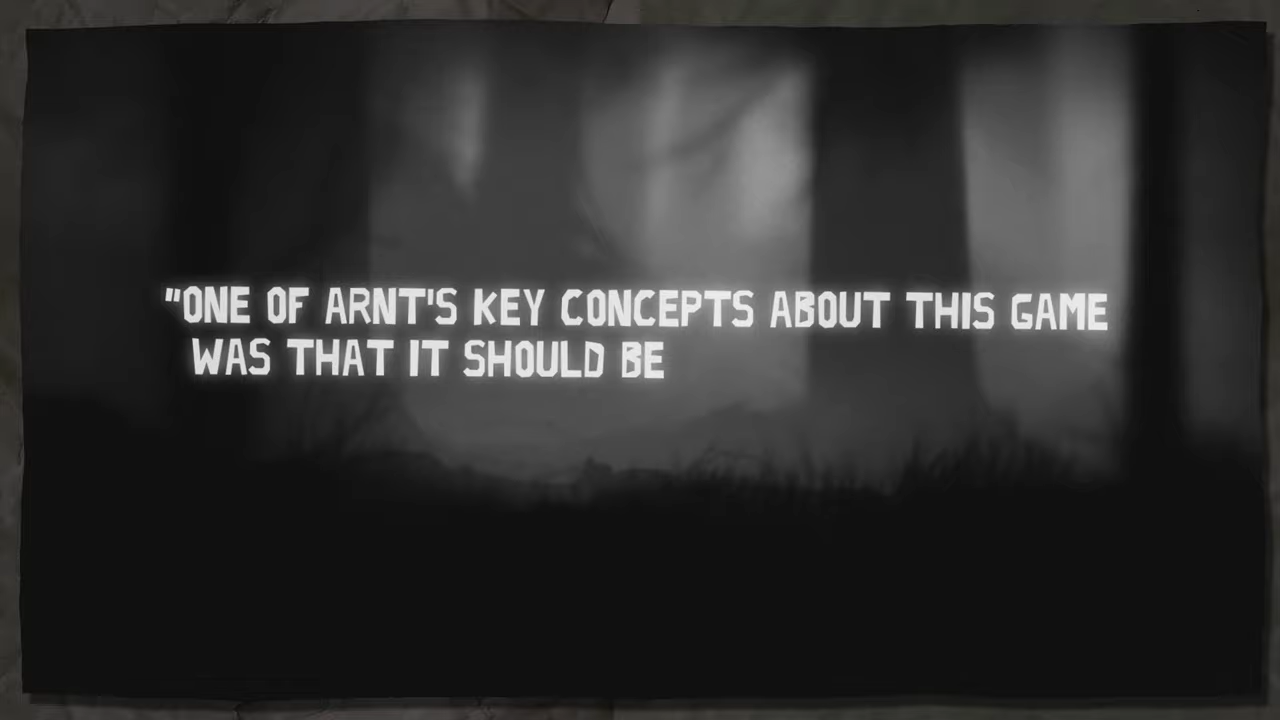 "ONE OF ARNT'S KEY CONCEPTS ABOUT THIS GAME
WAS THAT IT SHOULD BE